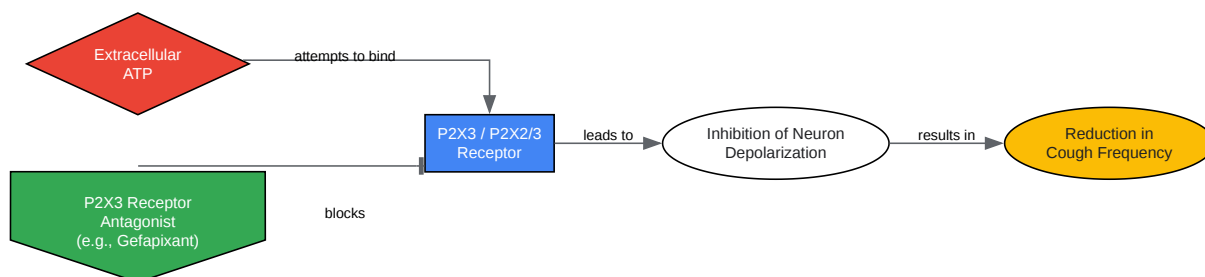 Extracellular
ATP
attempts to bind
P2X3 / P2X2/3
Receptor
leads to
Inhibition of Neuron
Depolarization
results in
Reduction in
Cough Frequency
P2X3 Receptor
Antagonist
(e.g., Gefapixant)
blocks